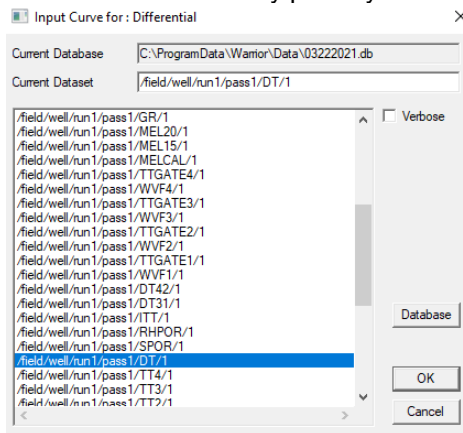 Input Curve for : Differential
Current Database
C:\ProgramData\Warrior\Data\03222021.db
Current Dataset
/field/well/run1/pass1/DT/1
/field/well/run1/pass1/GR/1
/field/well/run1/pass1/MEL20/1
/field/well/run1/pass1/MEL15/1
/field/well/run1/pass1/MELCAL/1
/field/well/run1/pass1/TTGATE4/1
/field/well/run1/pass1/WVF4/1
/field/well/run1/pass1/TTGATE3/1
/field/well/run1/pass1/WVF3/1
/field/well/run1/pass1/TTGATE2/1
/field/well/run1/pass1/WVF2/1
/field/well/run1/pass1/TTGATE1/1
/field/well/run1/pass1/WVF1/1
/field/well/run1/pass1/DT42/1
/field/well/run1/pass1/DT31/1
/field/well/run1/pass1/ITT/1
/field/well/run1/pass1/RHPOR/1
/field/well/run1/pass1/SPOR/1
/field/well/run1/pass1/DT/1
/field/well/run1/pass1/TT4/1
/field/well/run1/pass1/TT3/1
/field/well/run1/pass1/TT2/1
Verbose
Database
OK
Cancel